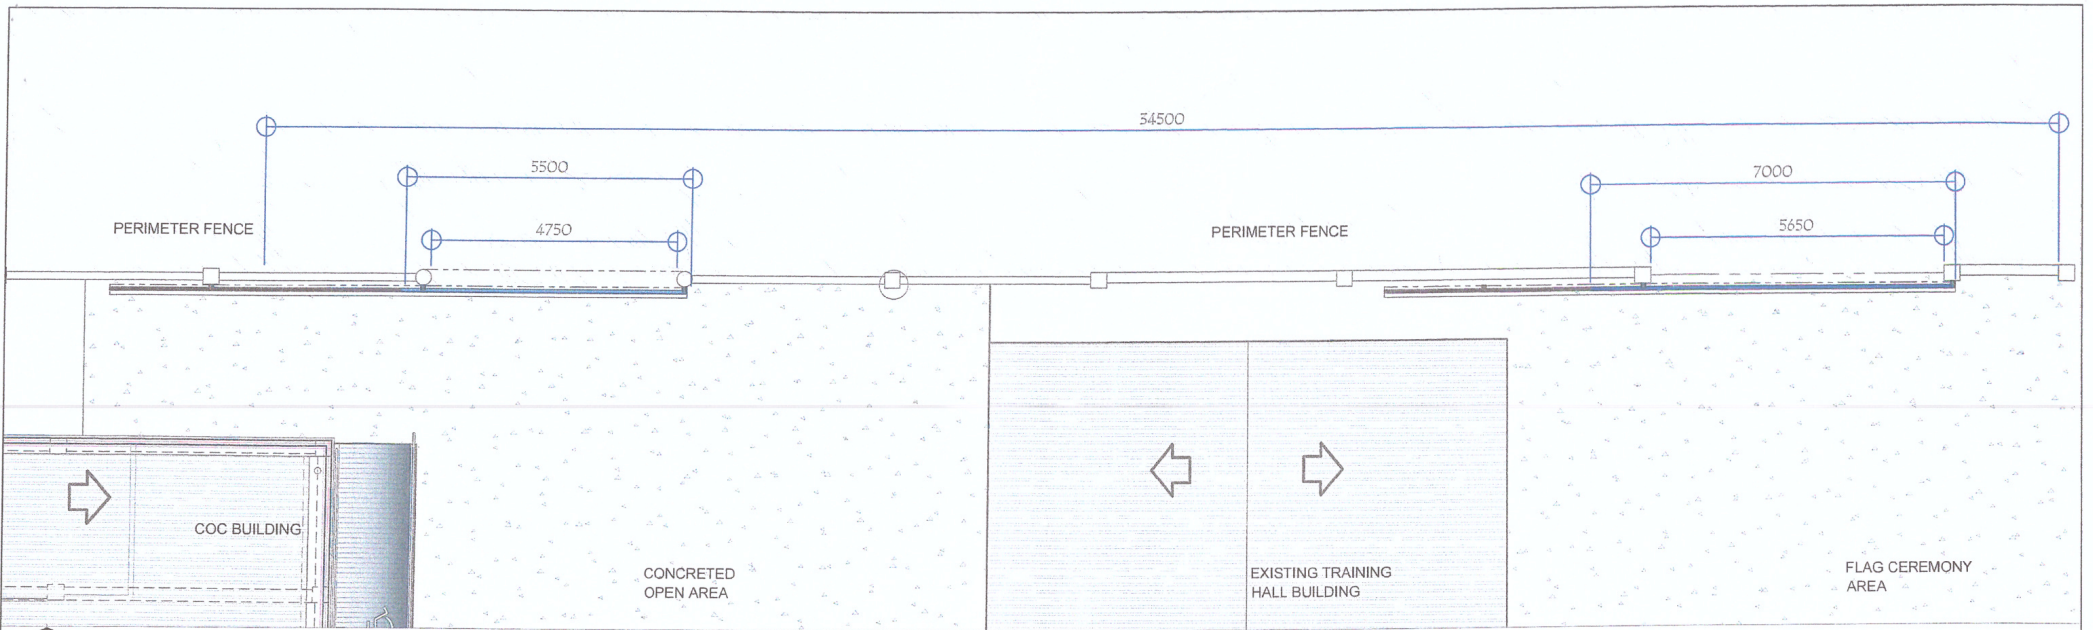 34500
5500
7000
4750
5650
PERIMETER FENCE
PERIMETER FENCE
COC BUILDING
CONCRETED
OPEN AREA
EXISTING TRAINING
HALL BUILDING
FLAG CEREMONY
AREA